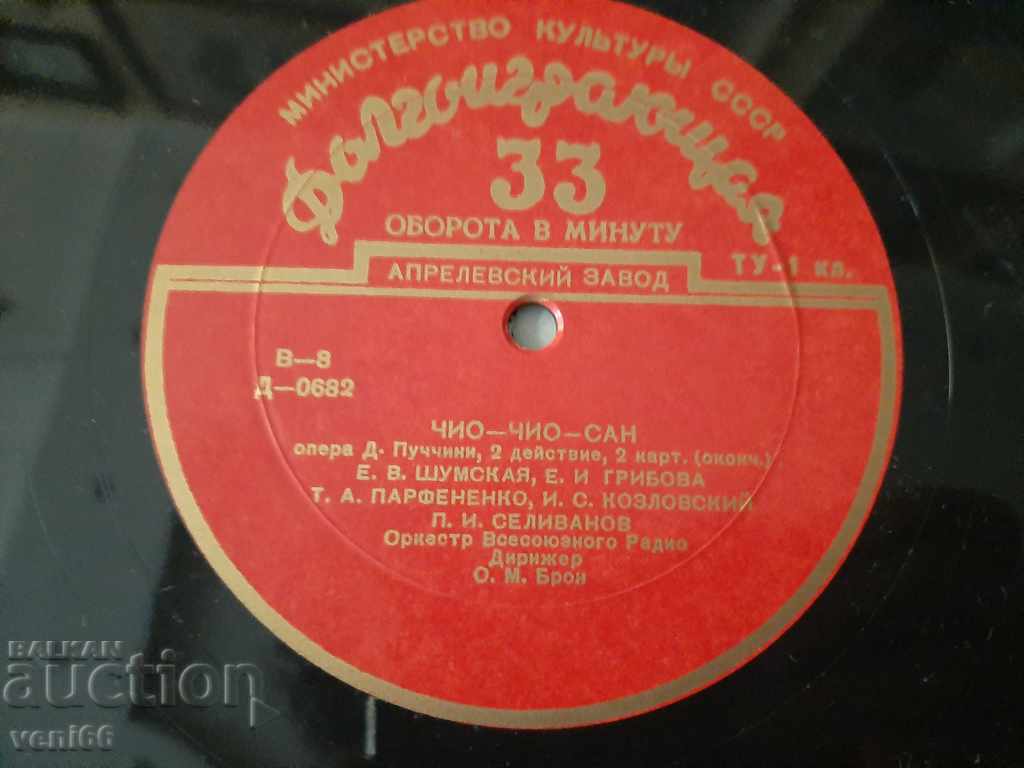 МИНИСТЕРСТВО КУЛЬТУРЫ СССР
Долгоиграющая
33
ОБОРОТА В МИНУТУ
ТУ-1 кл.
АПРЕЛЕВСКИЙ ЗАВОД
В—8
Д—0682
ЧИО—ЧИО—САН
опера Д. Пуччини, 2 действие, 2 карт. (оконч.)
Е. В. ШУМСКАЯ, Е. И ГРИБОВА
Т. А. ПАРФЕНЕНКО, И. С. КОЗЛОВСКИЙ
П. И. СЕЛИВАНОВ
Оркестр Всесоюзного Радио
Дирижер
О. М. Брон
BALKAN
auction
veni66